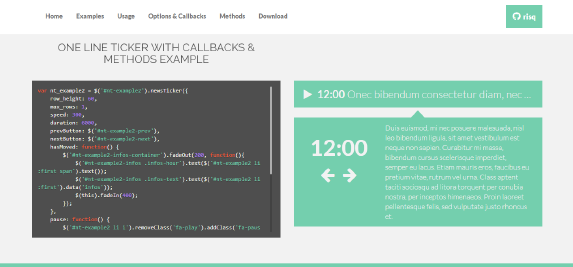 Home Examples Usage Options & Callbacks Methods Download
risq
ONE LINE TICKER WITH CALLBACKS &
METHODS EXAMPLE
var nt_example2 = $('#nt-example2').newsTicker({
row_height: 60,
max_rows: 1,
speed: 300,
duration: 6000,
prevButton: $('#nt-example2-prev'),
nextButton: $('#nt-example2-next'),
hasMoved: function() {
$('#nt-example2-infos-container').fadeOut(200, function(){
$('#nt-example2-infos .infos-hour').text($('#nt-example2 li
:first span').text());
$('#nt-example2-infos .infos-text').text($('#nt-example2 li
:first').data('infos'));
$(this).fadeIn(400);
});
},
pause: function() {
$('#nt-example2 li i').removeClass('fa-play').addClass('fa-paus
12:00 Onec bibendum consectetur diam, nec ...
12:00
Duis euismod, mi nec posuere malesuada, nisl
leo bibendum ligula, sit amet vestibulum est
neque non sapien. Curabitur mi massa,
bibendum cursus scelerisque imperdiet,
semper eu lacus. Etiam mauris eros, faucibus eu
pretium vitae, rutrum vel urna. Class aptent
taciti sociosqu ad litora torquent per conubia
nostra, per inceptos himenaeos. Proin laoreet
pellentesque felis, sed vulputate justo rhoncus
et.